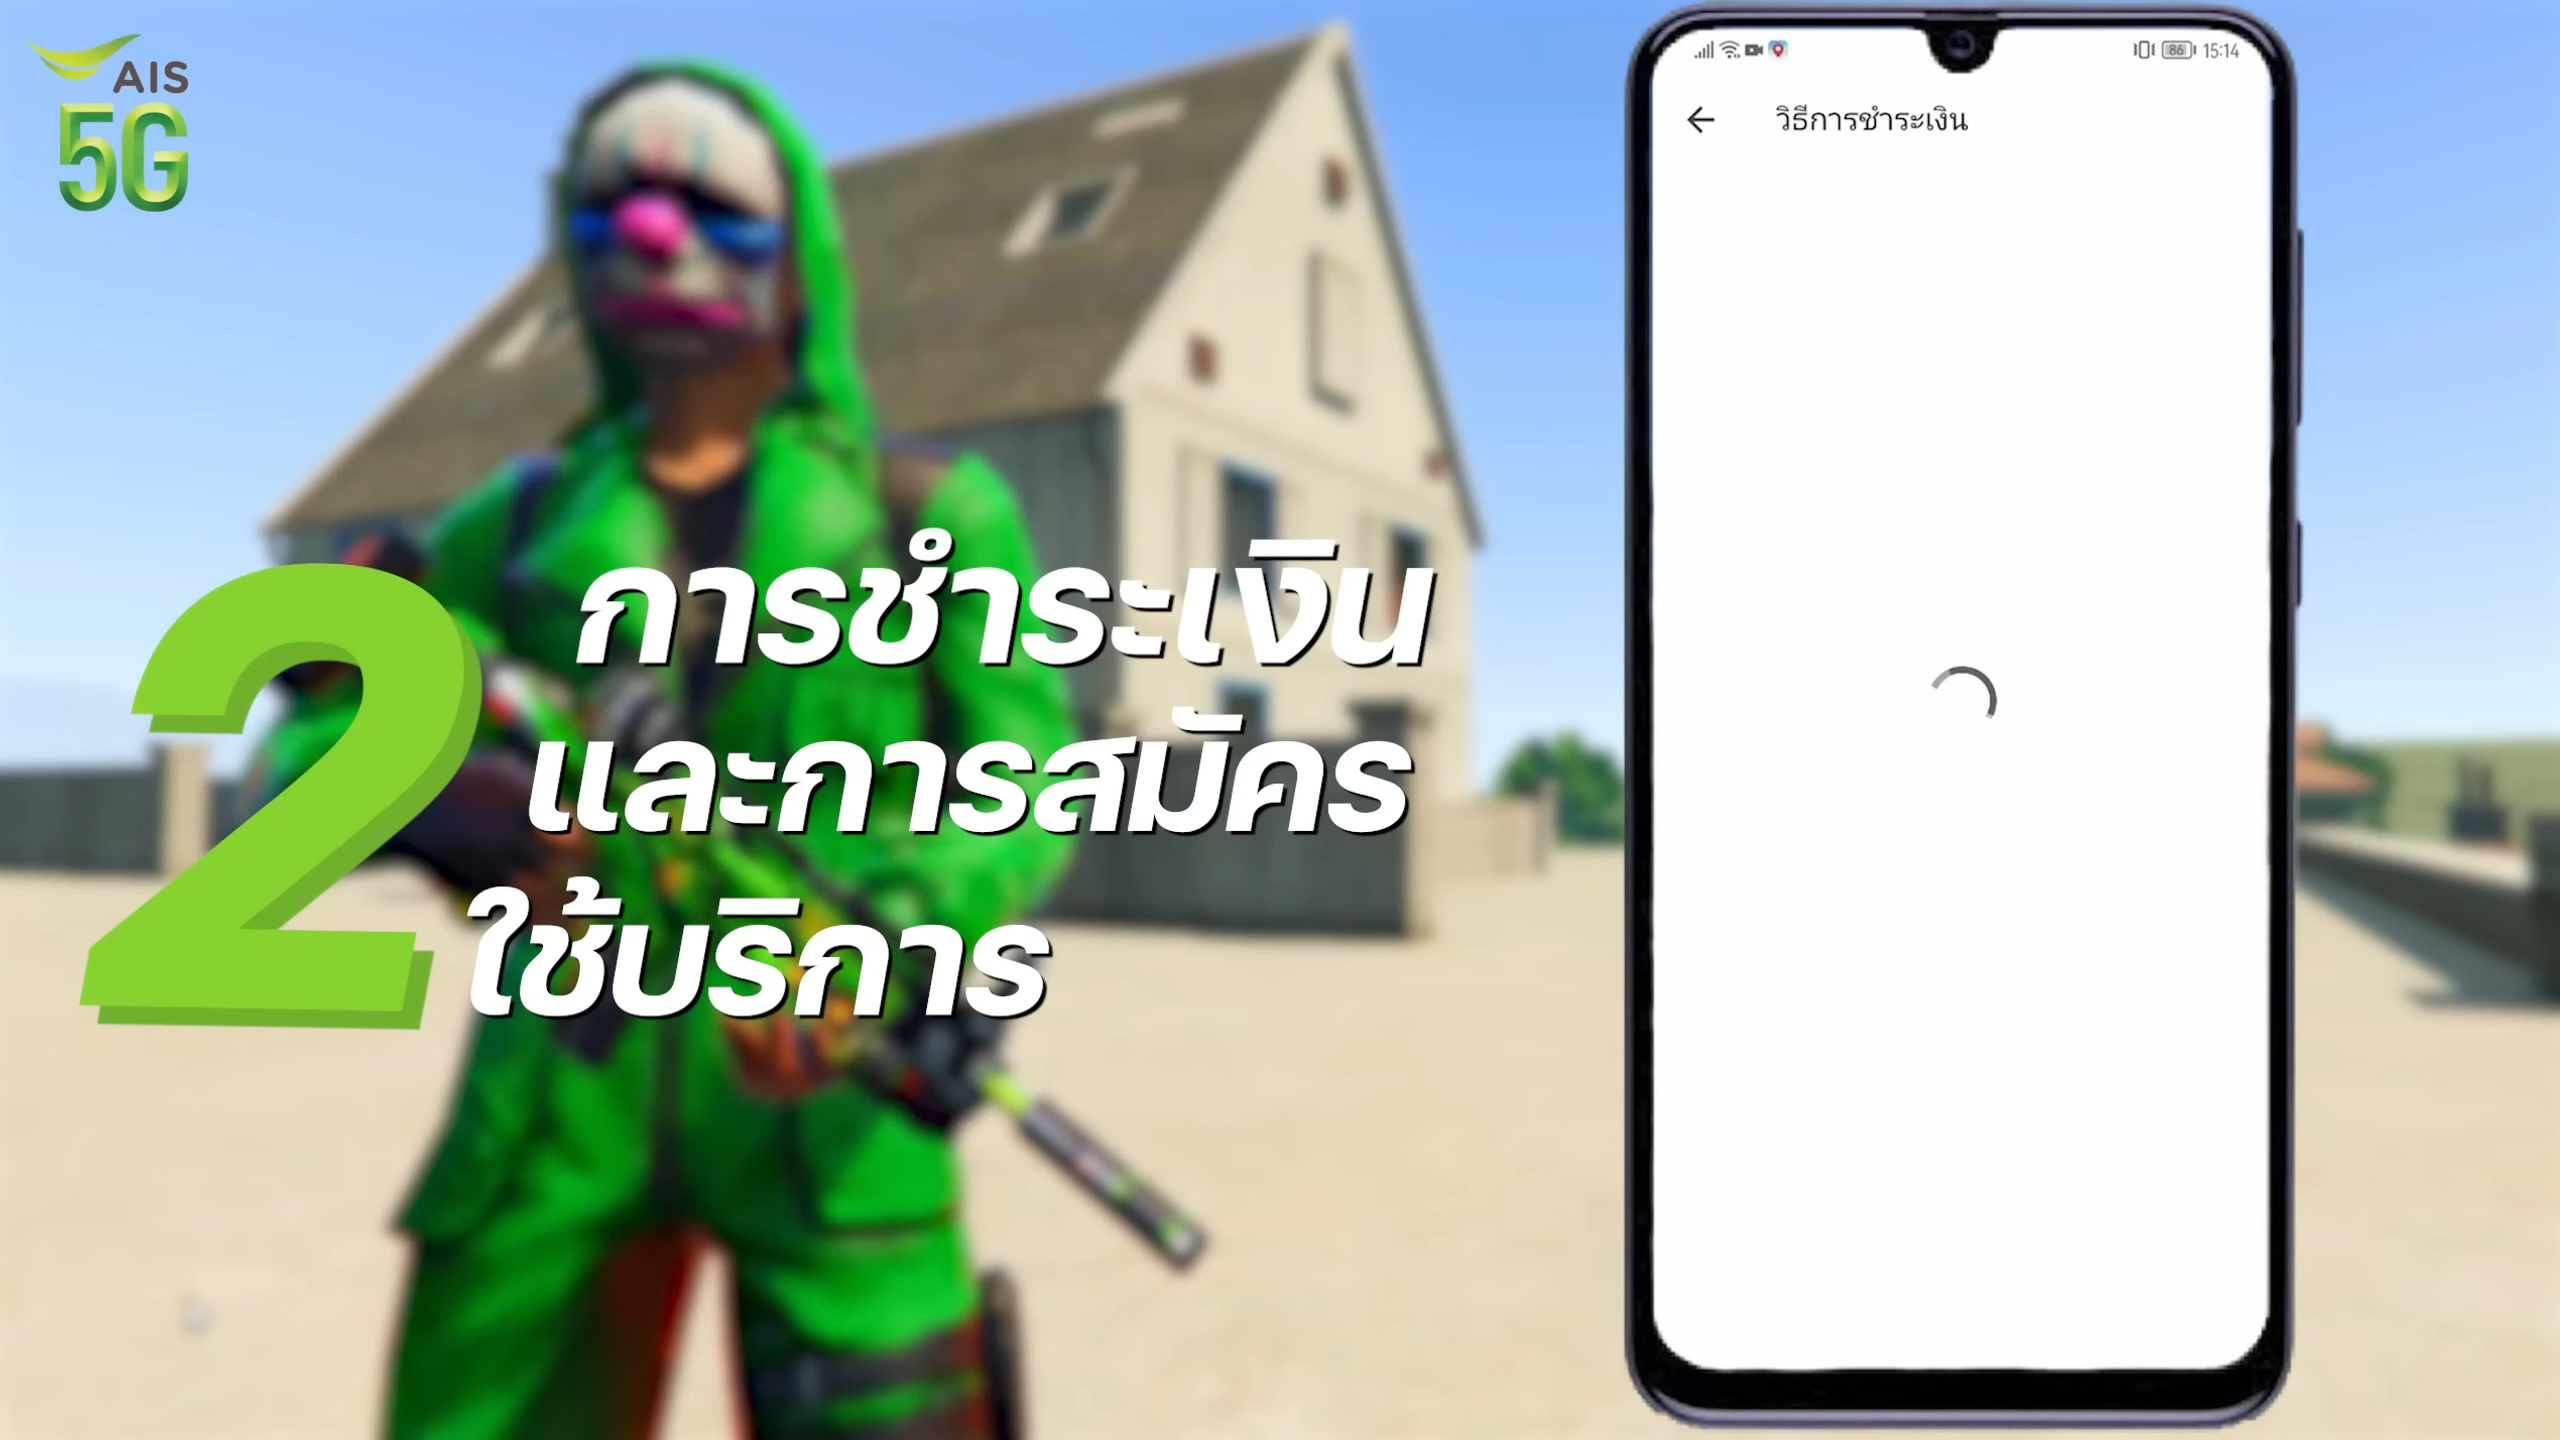 AIS
5G
2
การชำระเงิน
และการสมัคร
ใช้บริการ
86 15:14
วิธีการชำระเงิน